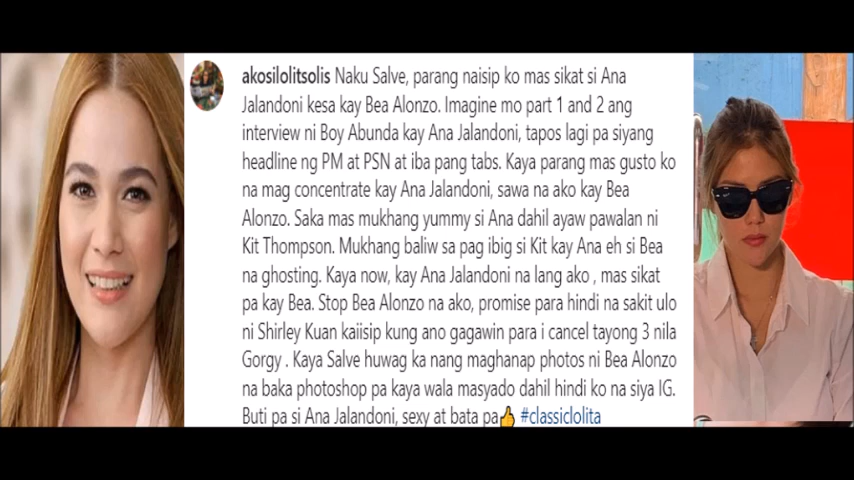 akosilolitsolis Naku Salve, parang naisip ko mas sikat si Ana
Jalandoni kesa kay Bea Alonzo. Imagine mo part 1 and 2 ang
interview ni Boy Abunda kay Ana Jalandoni, tapos lagi pa siyang
headline ng PM at PSN at iba pang tabs. Kaya parang mas gusto ko
na mag concentrate kay Ana Jalandoni, sawa na ako kay Bea
Alonzo. Saka mas mukhang yummy si Ana dahil ayaw pawalan ni
Kit Thompson. Mukhang baliw sa pag ibig si Kit kay Ana eh si Bea
na ghosting. Kaya now, kay Ana Jalandoni na lang ako , mas sikat
pa kay Bea. Stop Bea Alonzo na ako, promise para hindi na sakit ulo
ni Shirley Kuan kaiisip kung ano gagawin para i cancel tayong 3 nila
Gorgy . Kaya Salve huwag ka nang maghanap photos ni Bea Alonzo
na baka photoshop pa kaya wala masyado dahil hindi ko na siya IG.
Buti pa si Ana Jalandoni, sexy at bata pa👍 #classiclolita